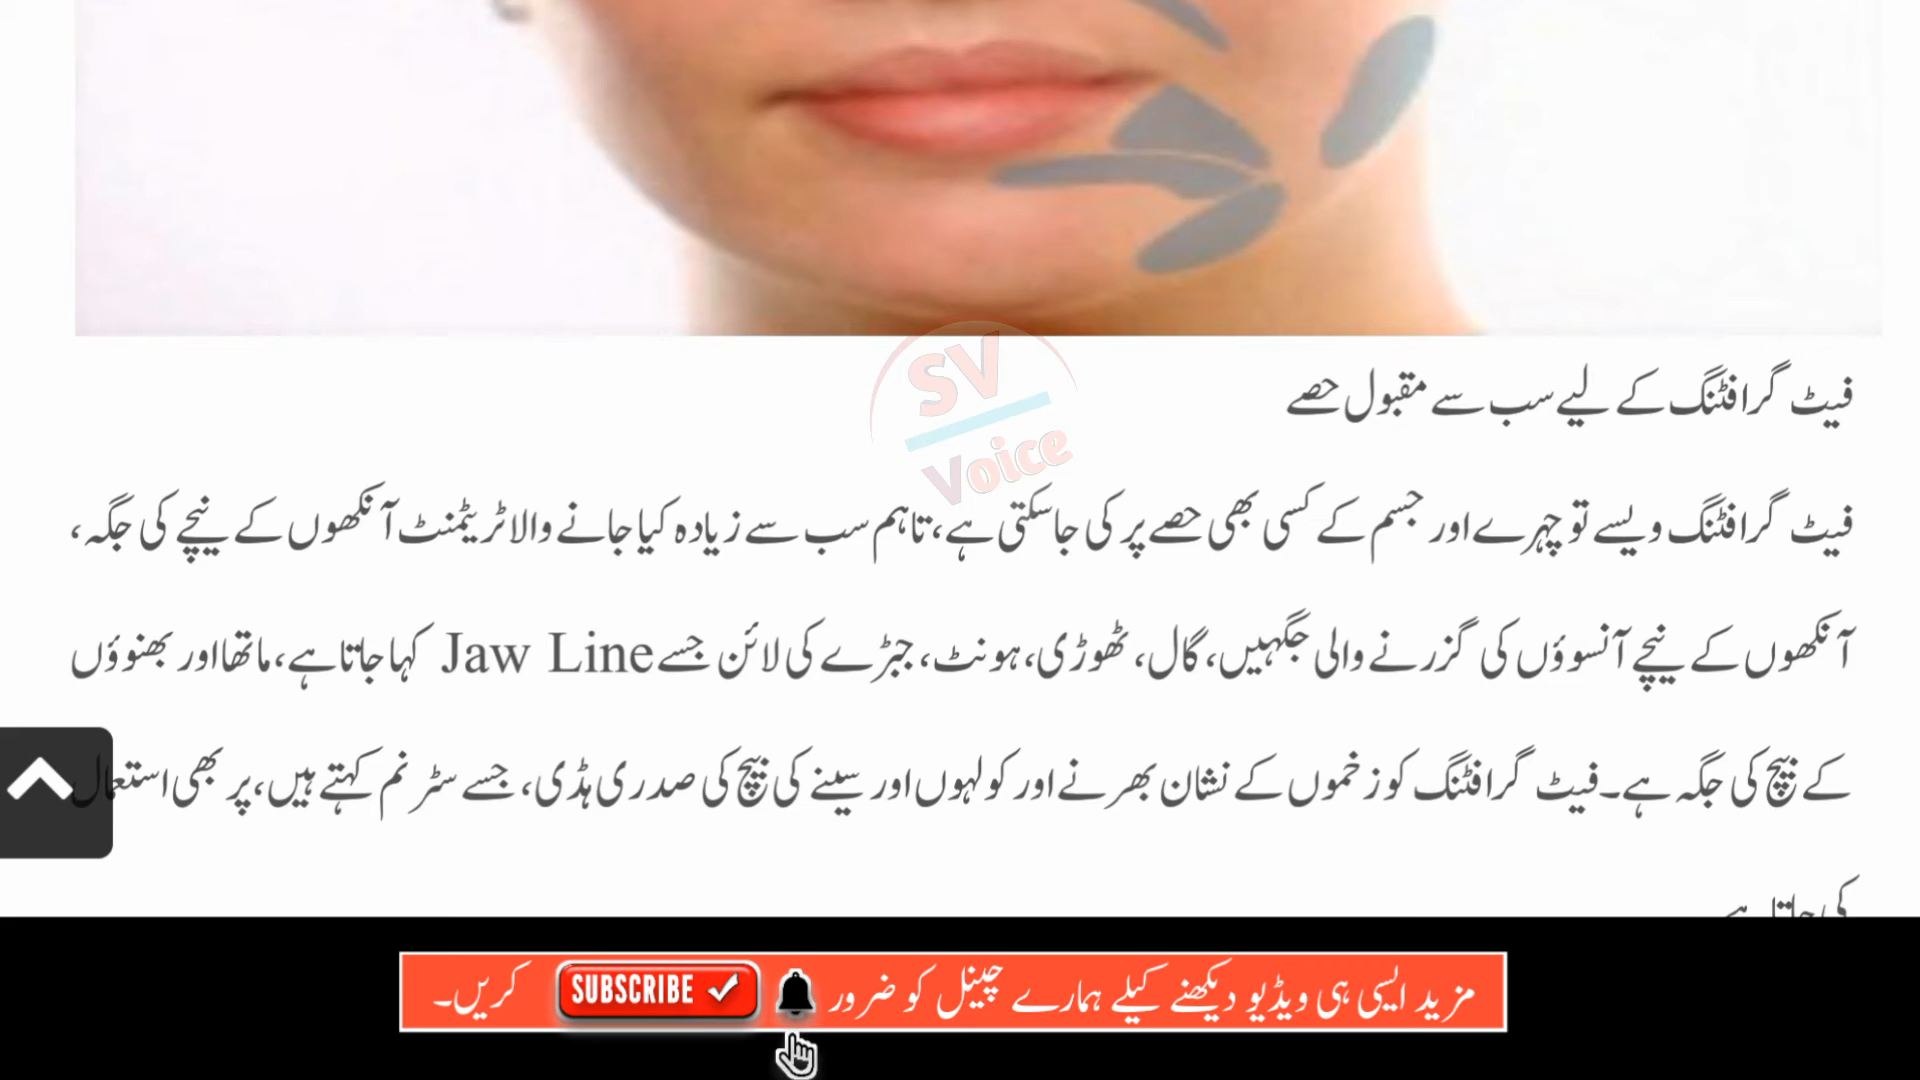 SV
Voice
فیٹ گرافٹنگ کے لیے سب سے مقبول حصے
فیٹ گرافٹنگ ویسے تو چہرے اور جسم کے کسی بھی حصے پر کی جاسکتی ہے، تاہم سب سے زیادہ کیا جانے والا ٹریٹمنٹ آنکھوں کے نیچے کی جگہ،
آنکھوں کے نیچے آنسوؤں کی گزرنے والی جگہیں، گال، ٹھوڑی، ہونٹ، جبڑے کی لائن جسے Jaw Line کہا جاتا ہے، ماتھا اور بھنوؤں
کے بیچ کی جگہ ہے۔ فیٹ گرافٹنگ کو زخموں کے نشان بھرنے اور کولہوں اور سینے کی بیچ کی صدری ہڈی، جسے سٹر نم کہتے ہیں، پر بھی استعمال
مزید ایسی ہی ویڈیو دیکھنے کیلے ہمارے چینل کو ضرور SUBSCRIBE کریں۔